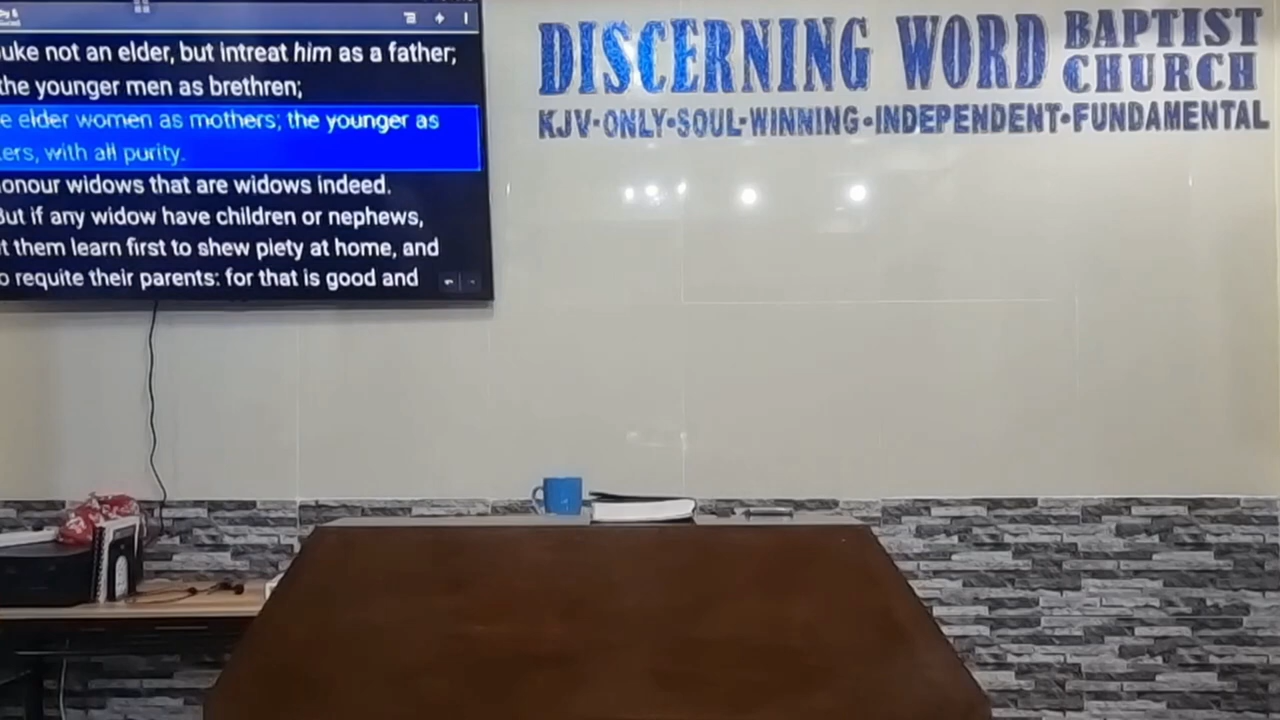 not an elder, but intreat him as a father;
the younger men as brethren;
elder women as mothers; the younger as
with all purity.
widows that are widows indeed.
But if any widow have children or nephews,
them learn first to shew piety at home, and
requite their parents: for that is good and
DISCERNING WORD BAPTIST
CHURCH
KJV-ONLY•SOUL-WINNING•INDEPENDENT•FUNDAMENTAL